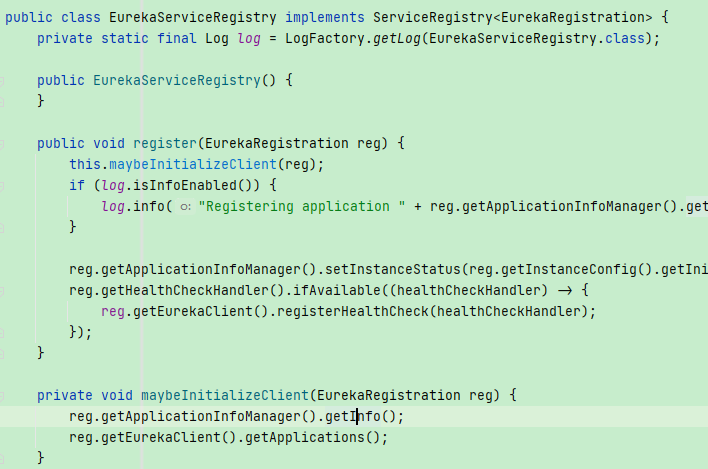 public class EurekaServiceRegistry implements ServiceRegistry<EurekaRegistration> {
    private static final Log log = LogFactory.getLog(EurekaServiceRegistry.class);
    public EurekaServiceRegistry() {
    }
    public void register(EurekaRegistration reg) {
        this.maybeInitializeClient(reg);
        if (log.isInfoEnabled()) {
            log.info( o: "Registering application " + reg.getApplicationInfoManager().get
        }
        reg.getApplicationInfoManager().setInstanceStatus(reg.getInstanceConfig().getIni
        reg.getHealthCheckHandler().ifAvailable((healthCheckHandler) → {
            reg.getEurekaClient().registerHealthCheck(healthCheckHandler);
        });
    }
    private void maybeInitializeClient(EurekaRegistration reg) {
        reg.getApplicationInfoManager().getInfo();
        reg.getEurekaClient().getApplications();
    }